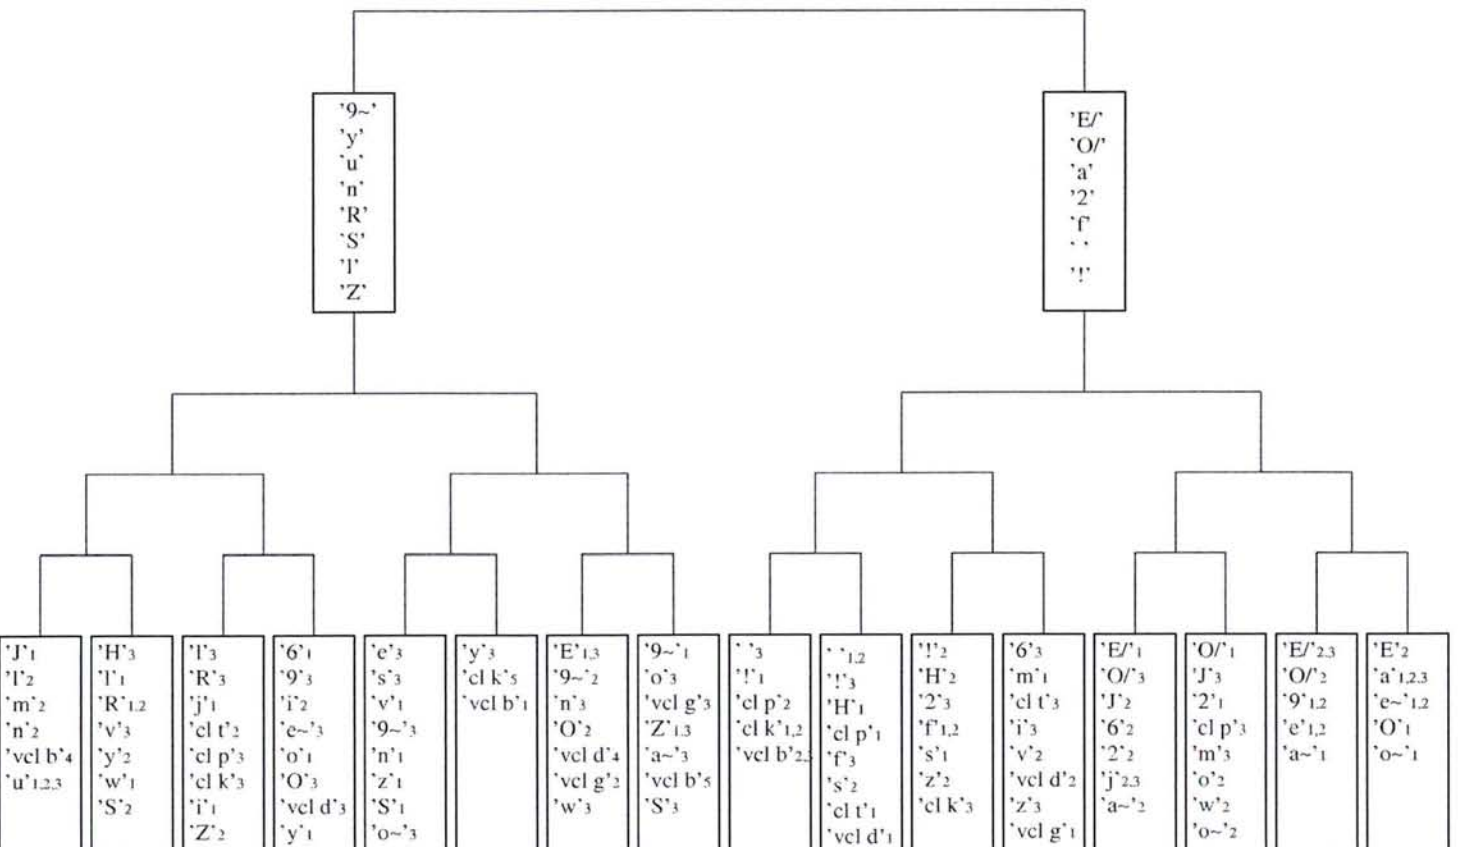 '9~'
'y'
'u'
'n'
'R'
'S'
'l'
'Z'
'E/'
'O/'
'a'
'2'
'f'
' '
'!'
'J'1
'l'2
'm'2
'n'2
'vcl b'4
'u'1,2,3
'H'3
'l'1
'R'1,2
'v'3
'y'2
'w'1
'S'2
'l'3
'R'3
'j'1
'cl t'2
'cl p'3
'cl k'3
'i'1
'Z'2
'6'1
'9'3
'i'2
'e~'3
'o'1
'O'3
'vcl d'3
'y'1
'e'3
's'3
'v'1
'9~'3
'n'1
'z'1
'S'1
'o~'3
'y'3
'cl k'5
'vcl b'1
'E'1,3
'9~'2
'n'3
'O'2
'vcl d'4
'vcl g'2
'w'3
'9~'1
'o'3
'vcl g'3
'Z'1,3
'a~'3
'vcl b'5
'S'3
' '3
'!'1
'cl p'2
'cl k'1,2
'vcl b'2,3
' '1,2
'!'3
'H'1
'cl p'1
'f'3
's'2
'cl t'1
'vcl d'1
'!'2
'H'2
'2'3
'f'1,2
's'1
'z'2
'cl k'3
'6'3
'm'1
'cl t'3
'i'3
'v'2
'vcl d'2
'z'3
'vcl g'1
'E/'1
'O/'3
'J'2
'6'2
'2'2
'j'2,3
'a~'2
'O/'1
'J'3
'2'1
'cl p'3
'm'3
'o'2
'w'2
'o~'2
'E/'2,3
'O/'2
'9'1,2
'e'1,2
'a~'1
'E'2
'a'1,2,3
'e~'1,2
'O'1
'o~'1